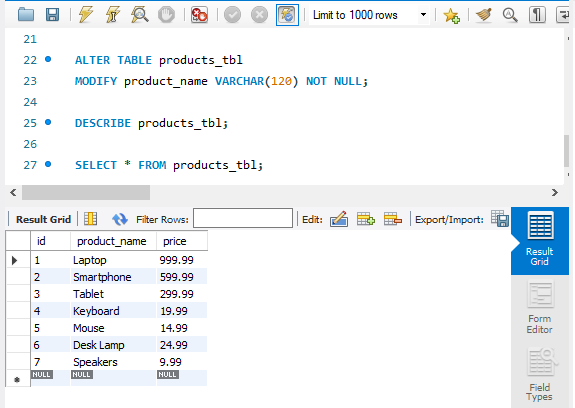 Limit to 1000 rows
21
22 ALTER TABLE products_tbl
23 MODIFY product_name VARCHAR(120) NOT NULL;
24
25 DESCRIBE products_tbl;
26
27 SELECT * FROM products_tbl;
Result Grid Filter Rows: Edit: Export/Import:
id product_name price
1 Laptop 999.99
2 Smartphone 599.99
3 Tablet 299.99
4 Keyboard 19.99
5 Mouse 14.99
6 Desk Lamp 24.99
7 Speakers 9.99
NULL NULL NULL
Result
Grid
Form
Editor
Field
Types